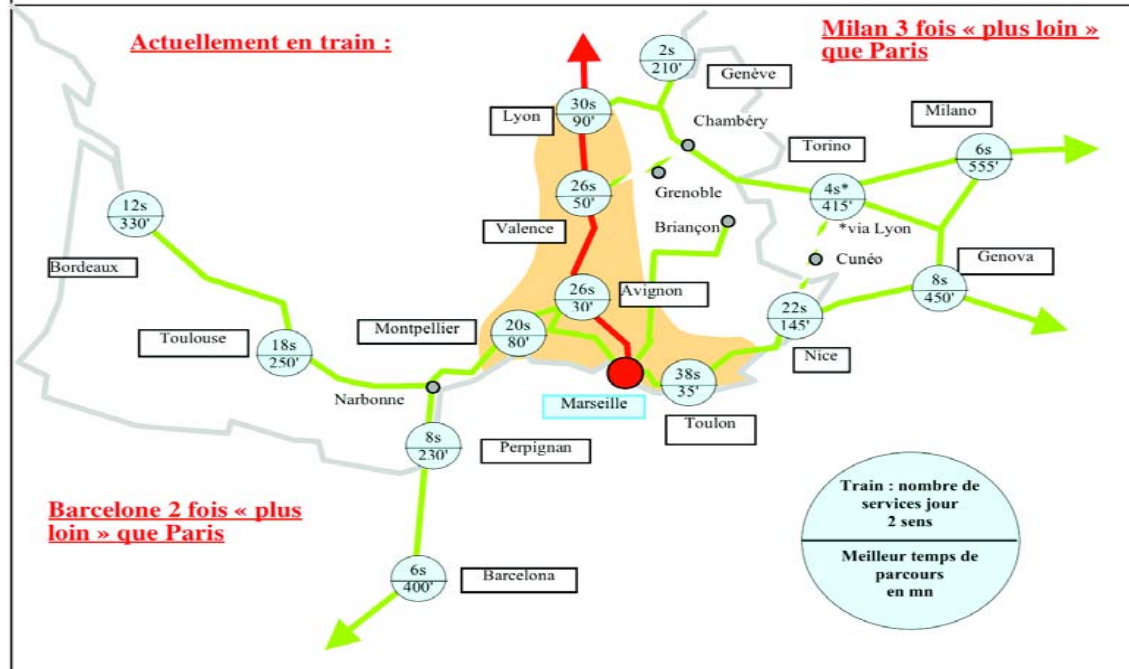 Actuellement en train :
Milan 3 fois « plus loin »
que Paris
2s
210'
Genève
30s
90'
Lyon
Chambéry
Milano
Torino
6s
555'
26s
50'
Grenoble
4s*
415'
12s
330'
Valence
Briançon
*via Lyon
Bordeaux
Cunéo
Genova
26s
30'
Avignon
8s
450'
Montpellier
20s
80'
22s
145'
Toulouse
18s
250'
Nice
Narbonne
Marseille
38s
35'
Toulon
8s
230'
Perpignan
Barcelone 2 fois « plus
loin » que Paris
6s
400'
Barcelona
Train : nombre de
services jour
2 sens
Meilleur temps de
parcours
en mn